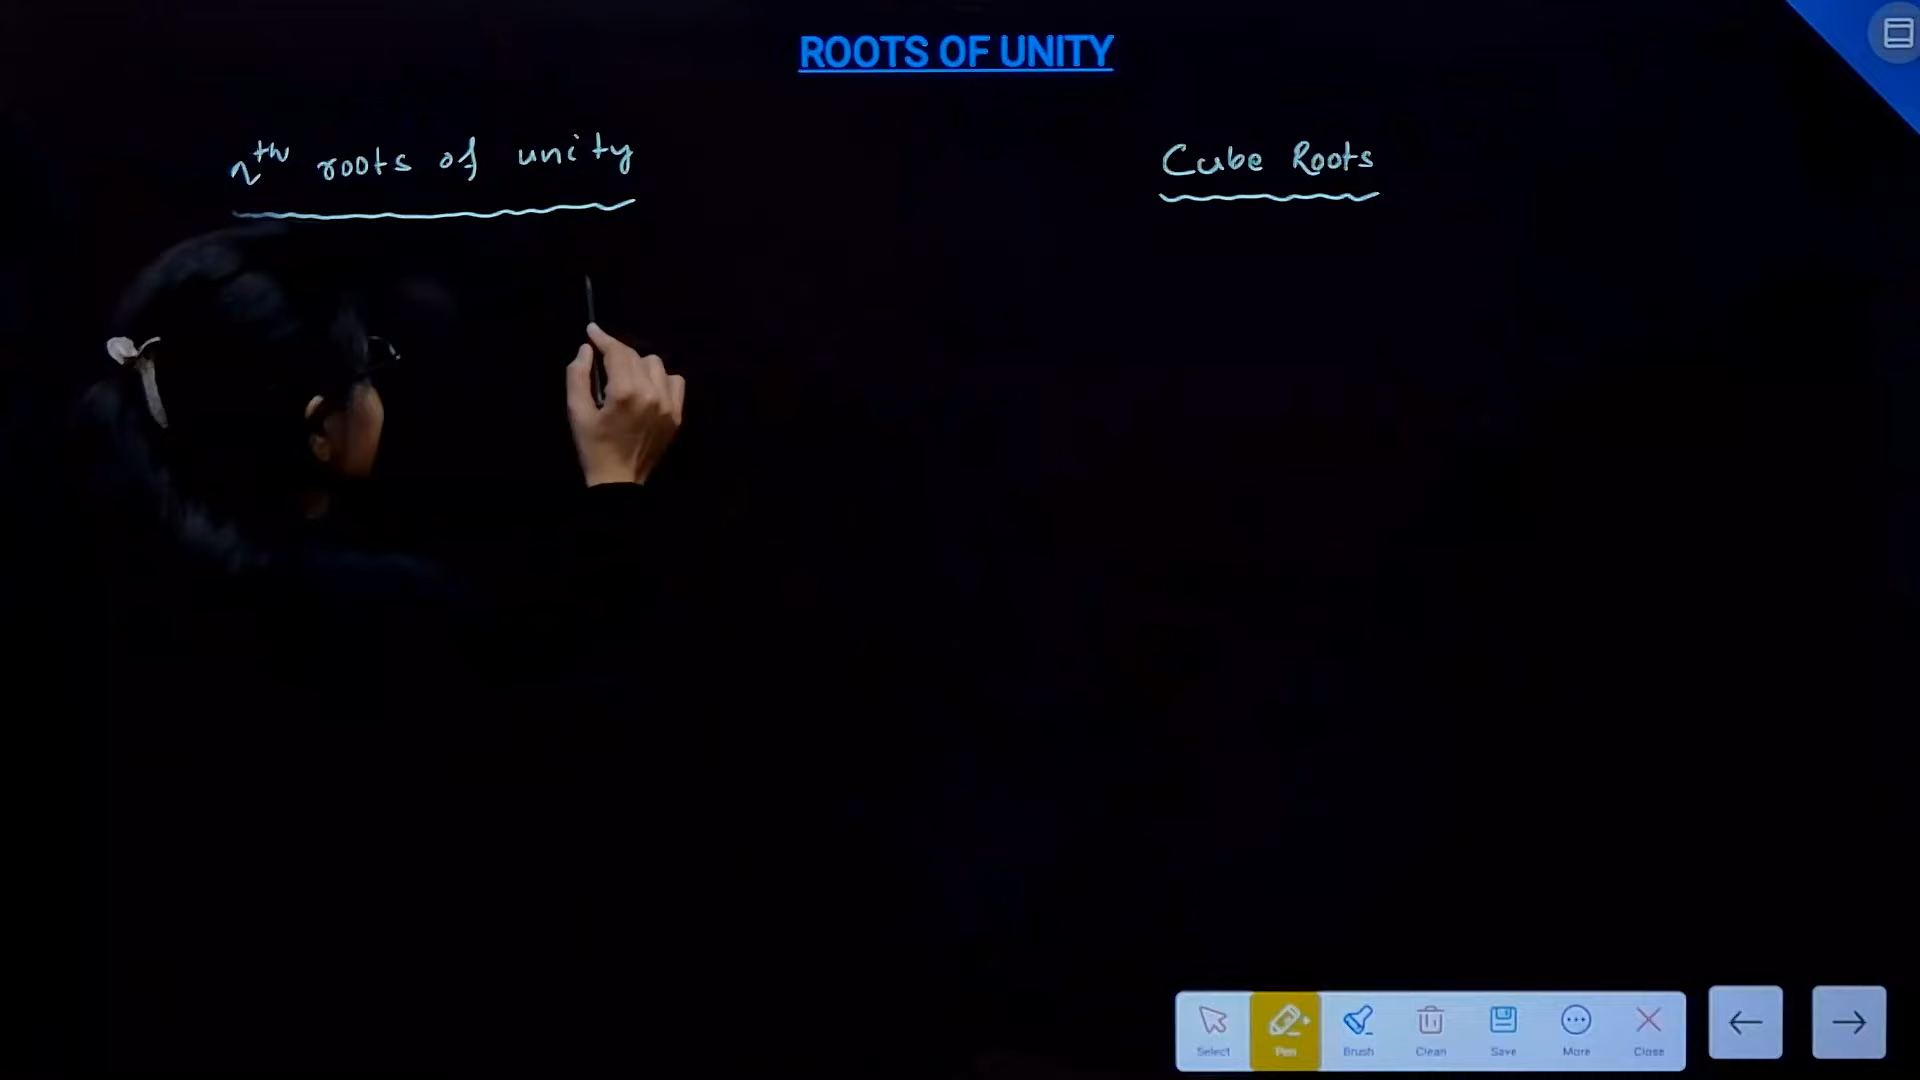 ROOTS OF UNITY
nth roots of unity
Cube Roots
Select Pen Brush Clean Save More Close